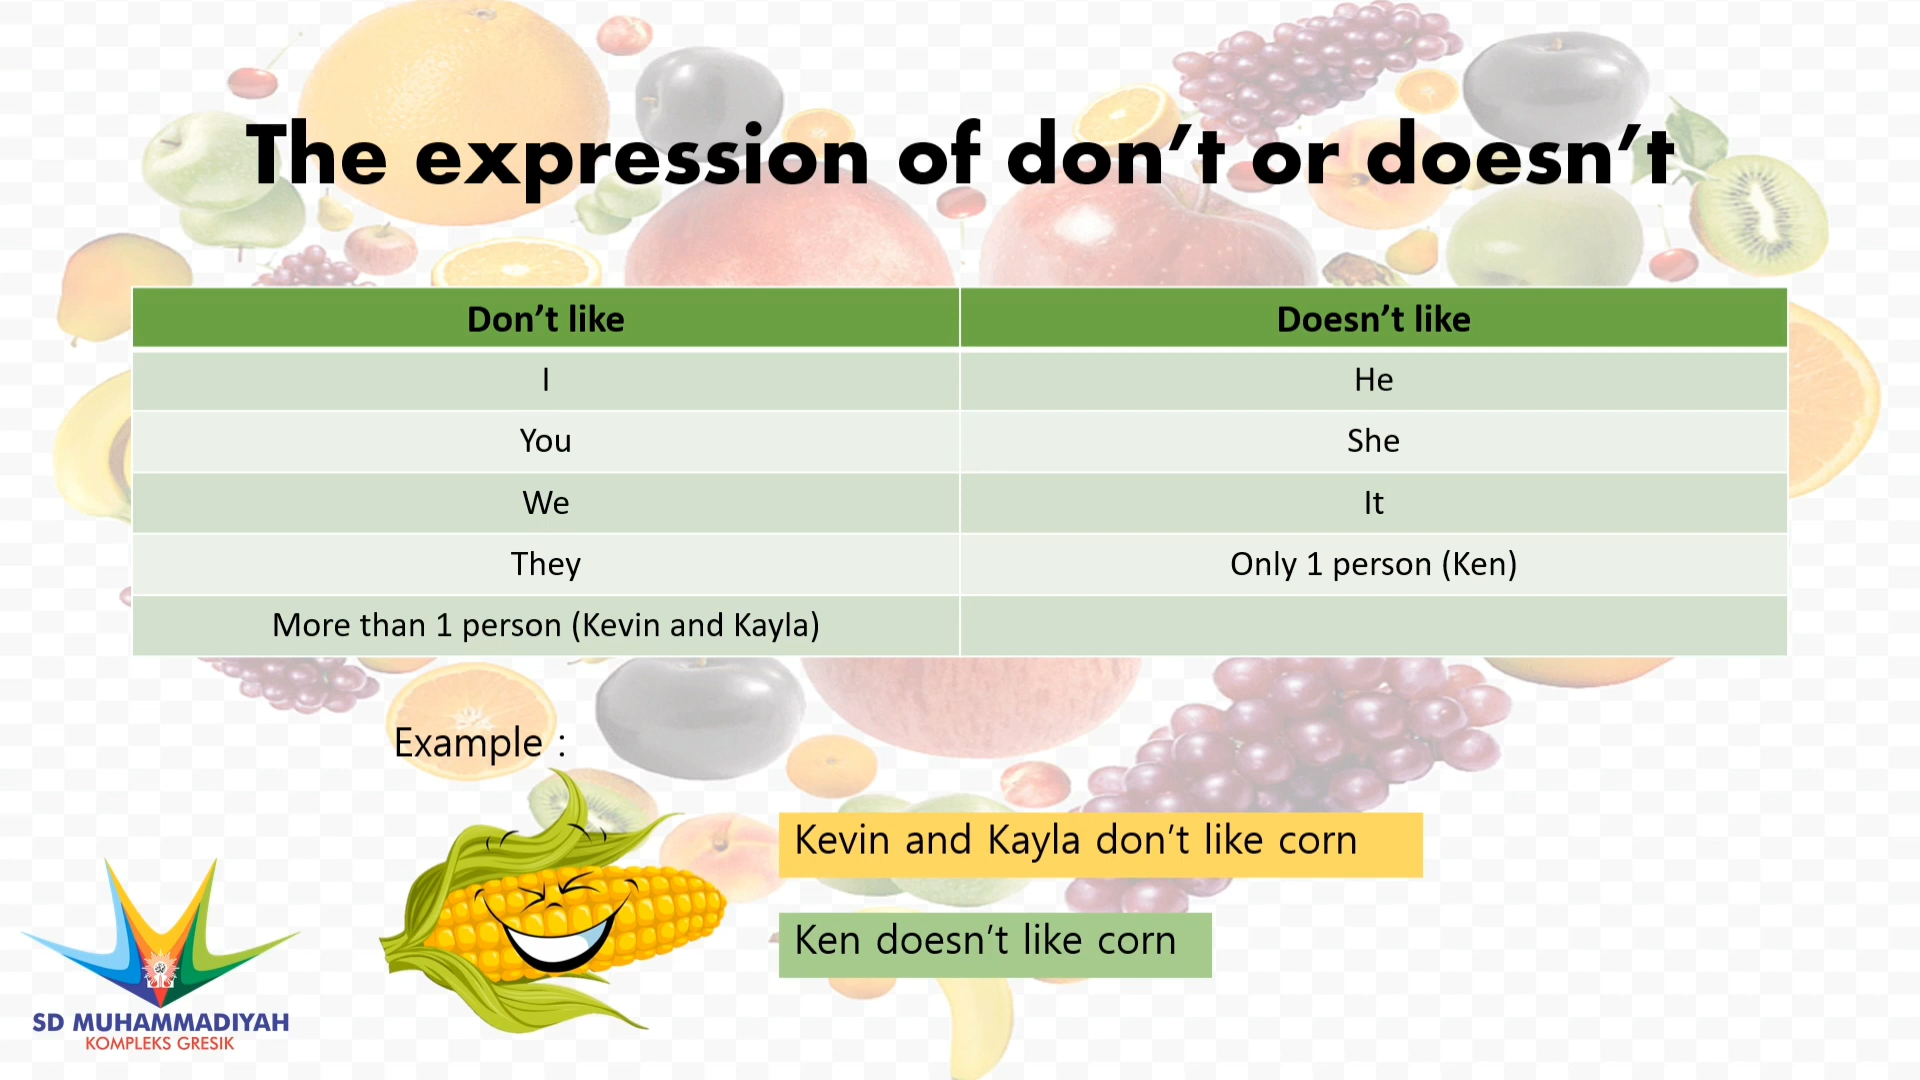 The expression of don’t or doesn’t
Don’t like Doesn’t like
I He
You She
We It
They Only 1 person (Ken)
More than 1 person (Kevin and Kayla)
Example :
Kevin and Kayla don’t like corn
Ken doesn’t like corn
SD MUHAMMADIYAH
KOMPLEKS GRESIK